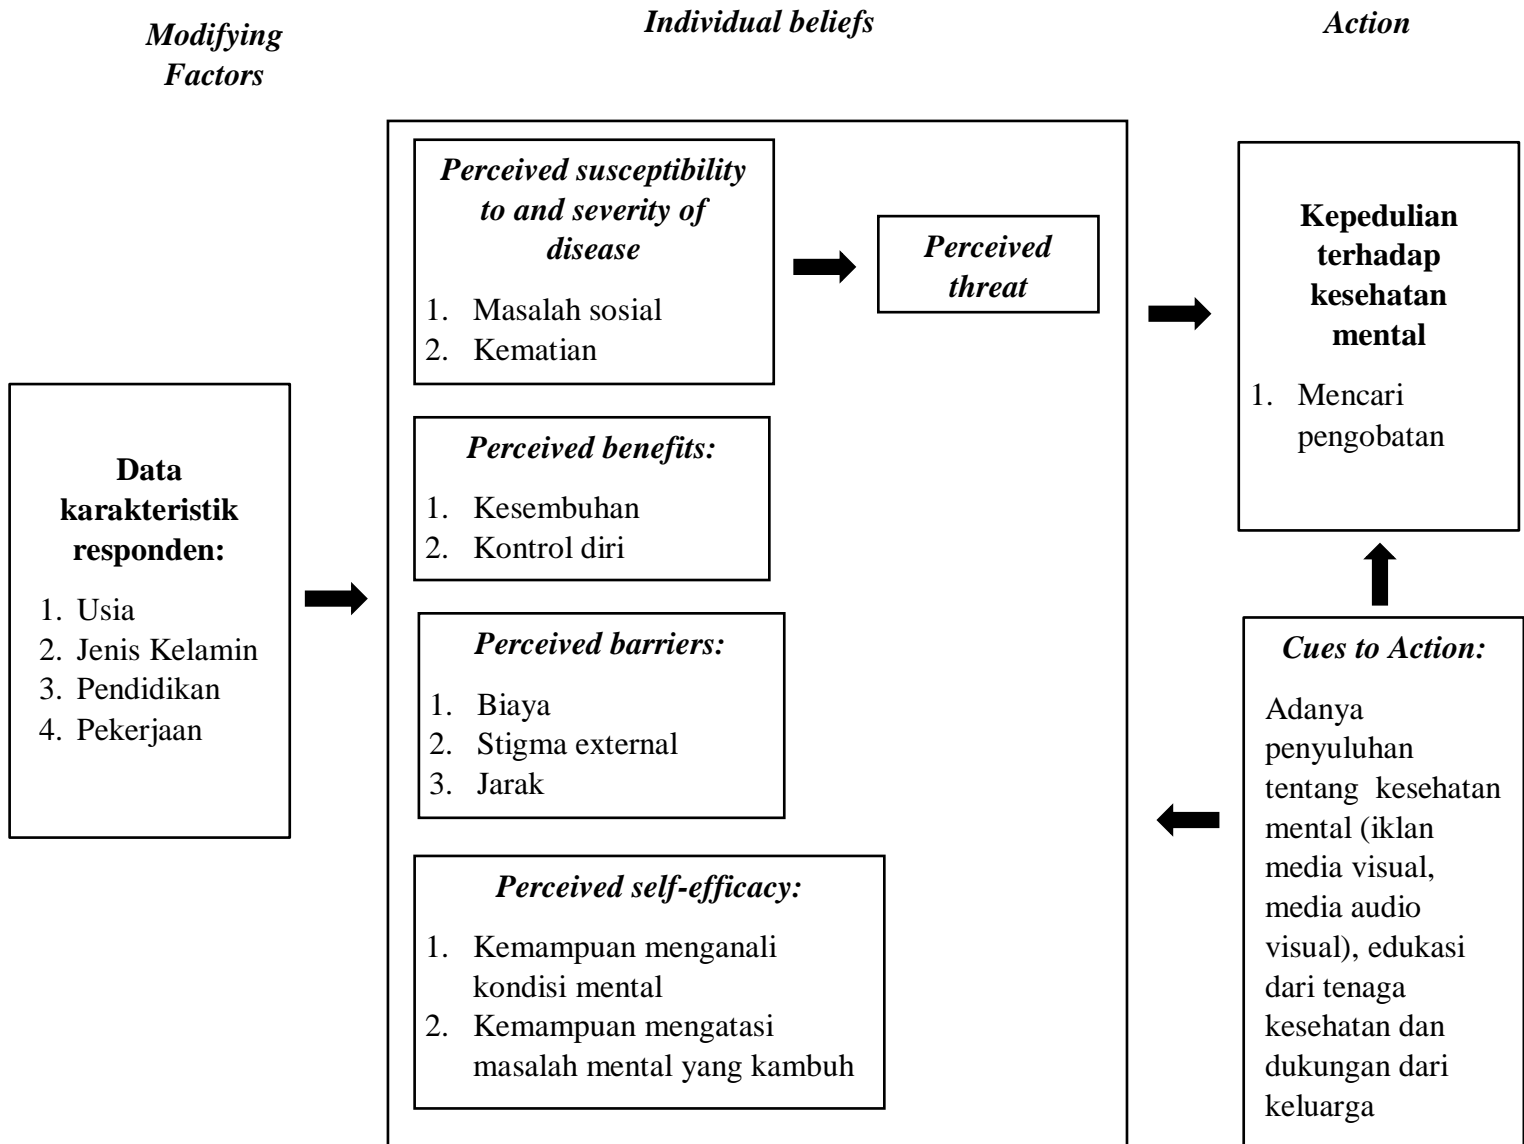 Modifying
Factors
Individual beliefs
Action
Data
karakteristik
responden:
1. Usia
2. Jenis Kelamin
3. Pendidikan
4. Pekerjaan
Perceived susceptibility
to and severity of
disease
1. Masalah sosial
2. Kematian
Perceived
threat
Perceived benefits:
1. Kesembuhan
2. Kontrol diri
Perceived barriers:
1. Biaya
2. Stigma external
3. Jarak
Perceived self-efficacy:
1. Kemampuan menganali
kondisi mental
2. Kemampuan mengatasi
masalah mental yang kambuh
Kepedulian
terhadap
kesehatan
mental
1. Mencari
pengobatan
Cues to Action:
Adanya
penyuluhan
tentang kesehatan
mental (iklan
media visual,
media audio
visual), edukasi
dari tenaga
kesehatan dan
dukungan dari
keluarga